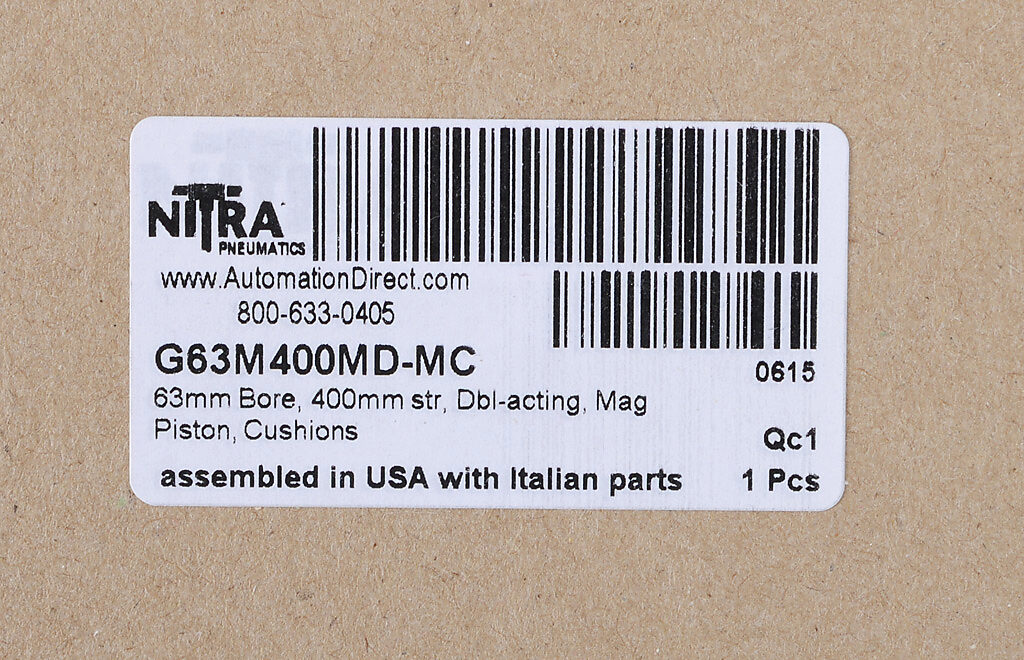 NITRA
PNEUMATICS
www.AutomationDirect.com
800-633-0405
G63M400MD-MC
0615
63mm Bore, 400mm str, Dbl-acting, Mag
Piston, Cushions
Qc1
assembled in USA with Italian parts
1 Pcs